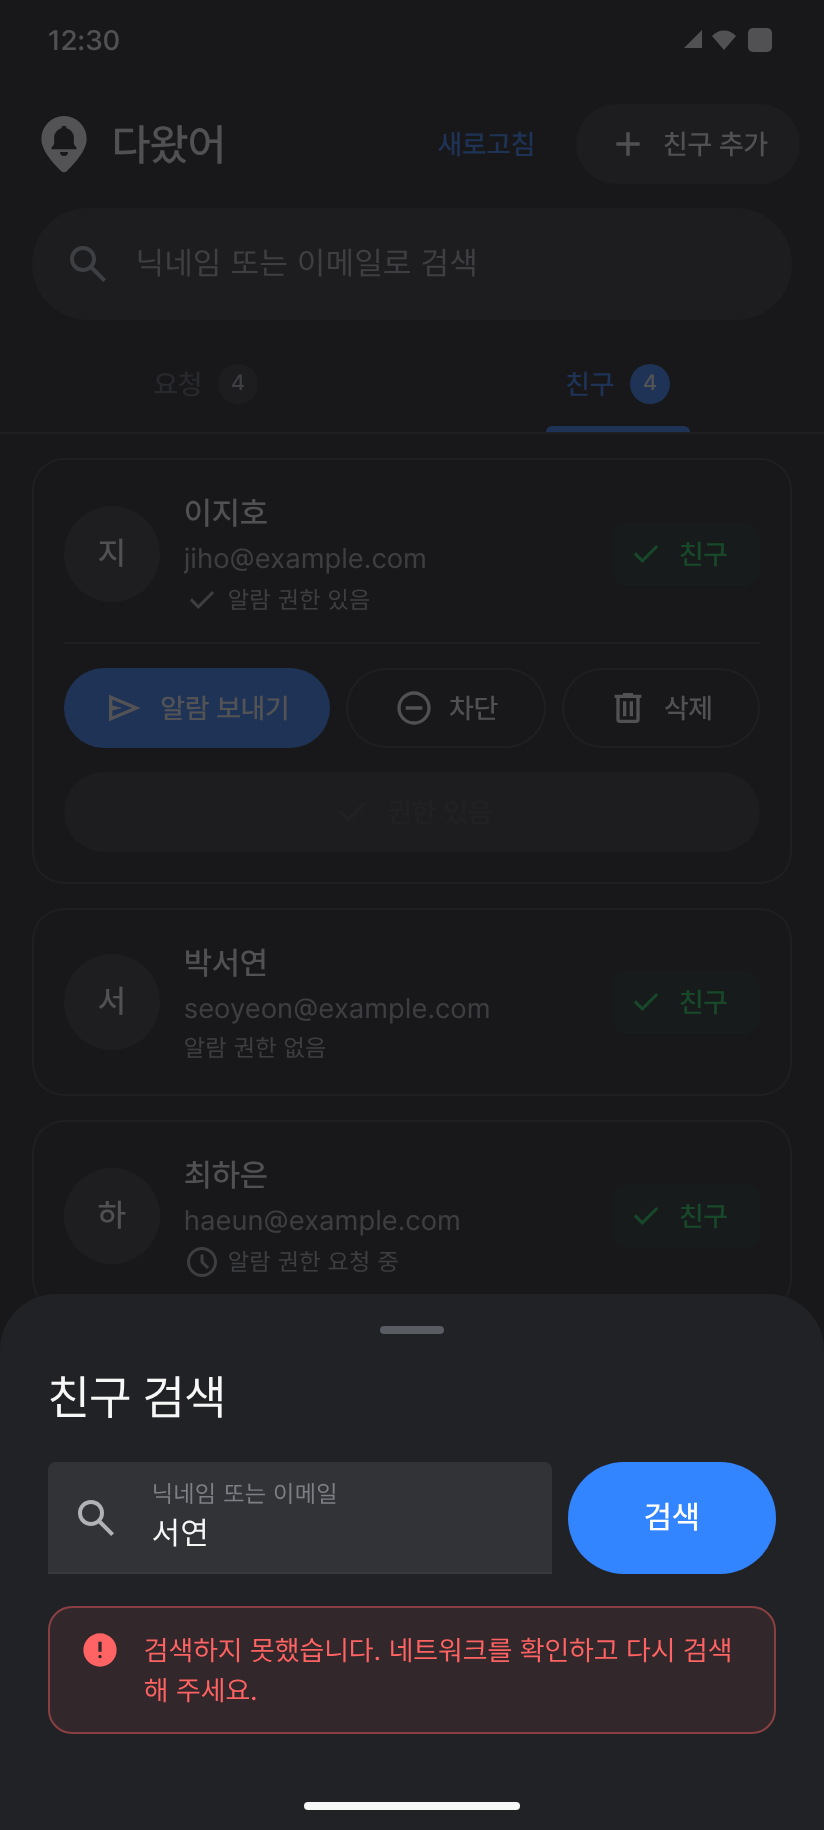 12:30
다왔어
새로고침
친구 추가
닉네임 또는 이메일로 검색
요청 4
친구 4
지
이지호
jiho@example.com
알람 권한 있음
친구
알람 보내기
차단
삭제
권한 있음
서
박서연
seoyeon@example.com
알람 권한 없음
친구
하
최하은
haeun@example.com
알람 권한 요청 중
친구
친구 검색
닉네임 또는 이메일
서연
검색
검색하지 못했습니다. 네트워크를 확인하고 다시 검색
해 주세요.